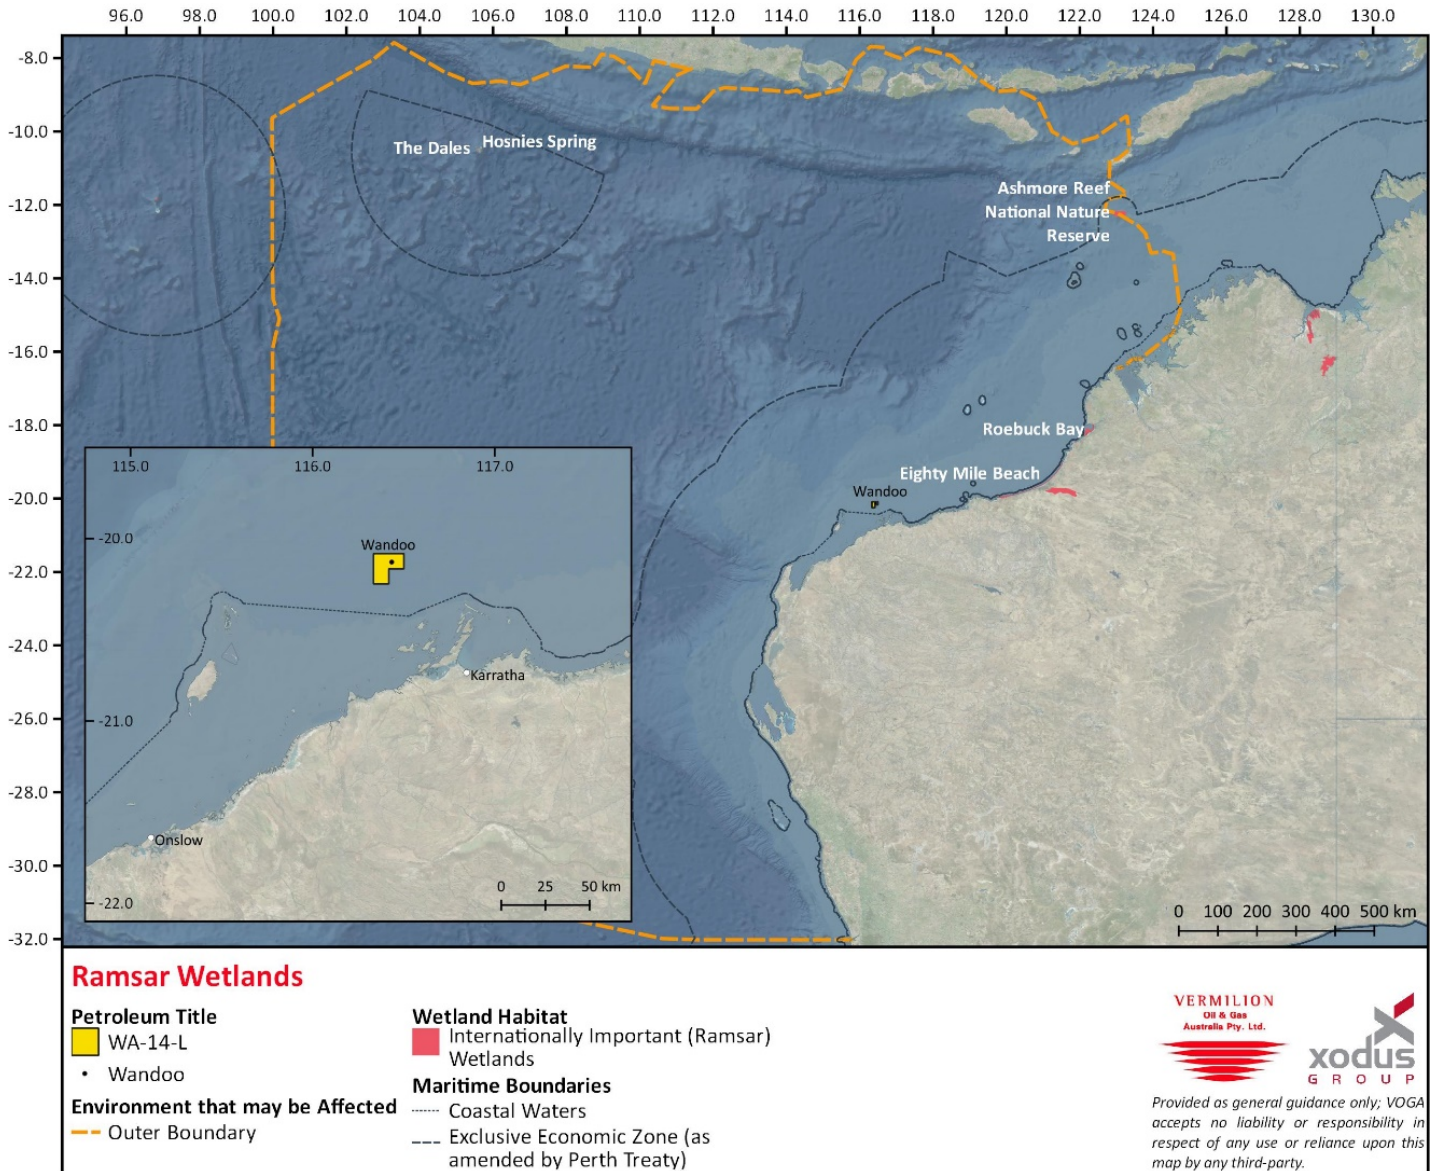 96.0 98.0 100.0 102.0 104.0 106.0 108.0 110.0 112.0 114.0 116.0 118.0 120.0 122.0 124.0 126.0 128.0 130.0
-8.0
-10.0
-12.0
-14.0
-16.0
-18.0
-20.0
-22.0
-24.0
-26.0
-28.0
-30.0
-32.0
The Dales
Hosnies Spring
Ashmore Reef
National Nature
Reserve
Roebuck Bay
Eighty Mile Beach
Wandoo
115.0 116.0 117.0
-20.0
-21.0
-22.0
Wandoo
Karratha
Onslow
0 25 50 km
0 100 200 300 400 500 km
Ramsar Wetlands
Petroleum Title
WA-14-L
Wandoo
Environment that may be Affected
Outer Boundary
Wetland Habitat
Internationally Important (Ramsar)
Wetlands
Maritime Boundaries
Coastal Waters
Exclusive Economic Zone (as
amended by Perth Treaty)
VERMILION
Oil & Gas
Australia Pty. Ltd.
xodus
GROUP
Provided as general guidance only; VOGA
accepts no liability or responsibility in
respect of any use or reliance upon this
map by any third-party.